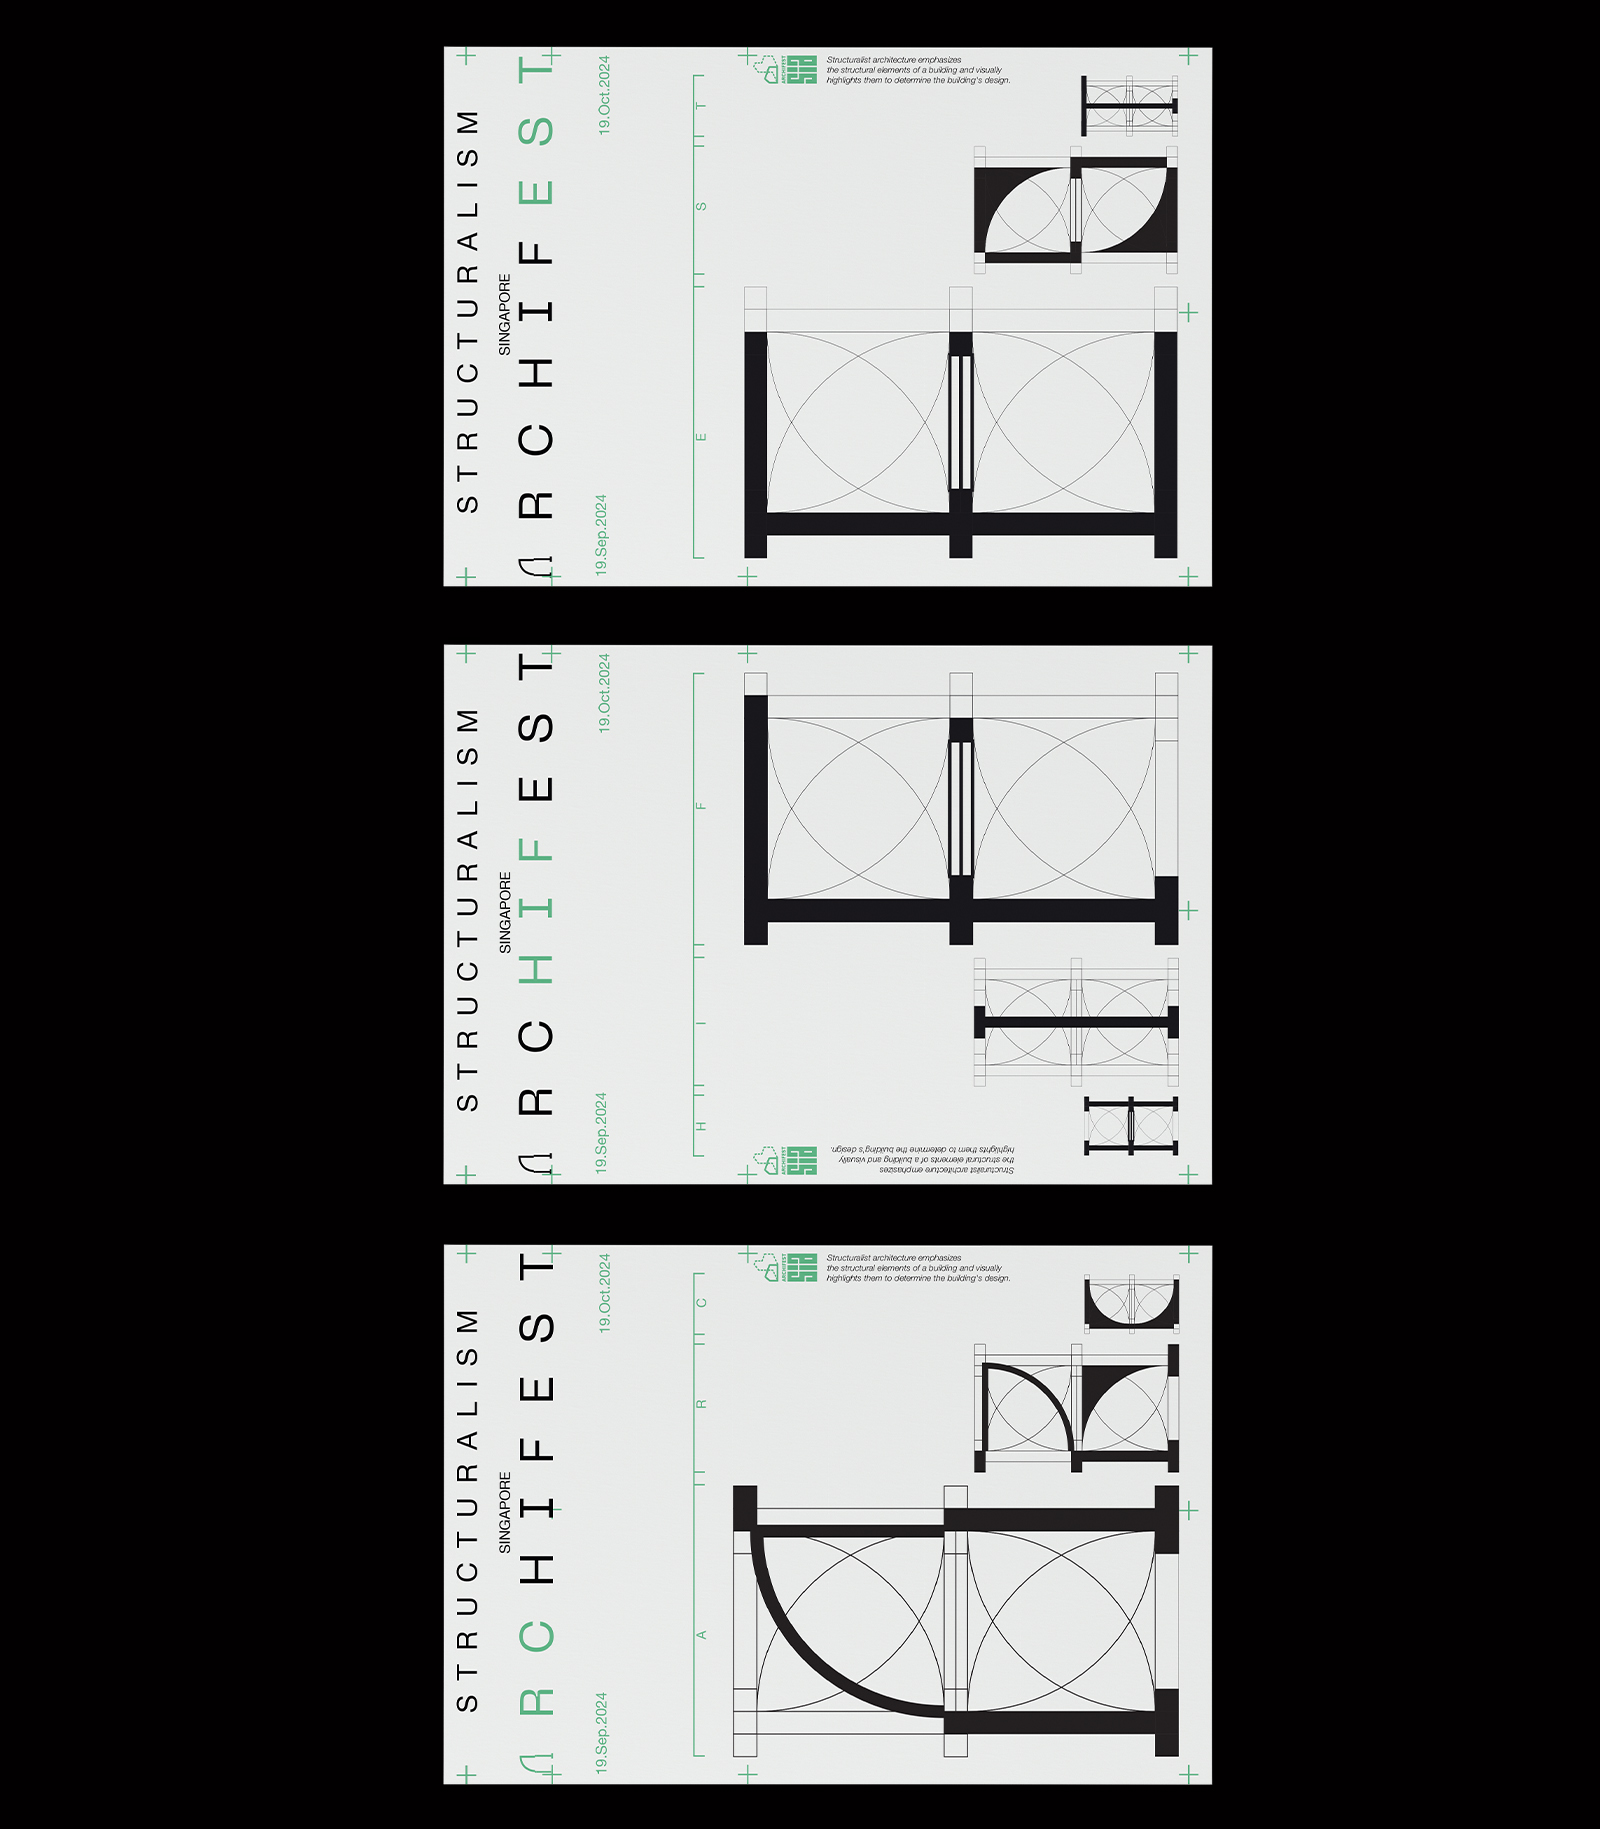 STRUCTURALISM
SINGAPORE
ARCHIFEST
19.Sep.2024
19.Oct.2024
A R C
ARCHIFEST
sia
Structuralist architecture emphasizes
the structural elements of a building and visually
highlights them to determine the building's design.
ARC
STRUCTURALISM
SINGAPORE
ARCHIFEST
19.Sep.2024
19.Oct.2024
H I F
ARCHIFEST
sia
Structuralist architecture emphasizes
the structural elements of a building and visually
highlights them to determine the building's design.
HIF
STRUCTURALISM
SINGAPORE
ARCHIFEST
19.Sep.2024
19.Oct.2024
E S T
ARCHIFEST
sia
Structuralist architecture emphasizes
the structural elements of a building and visually
highlights them to determine the building's design.
EST